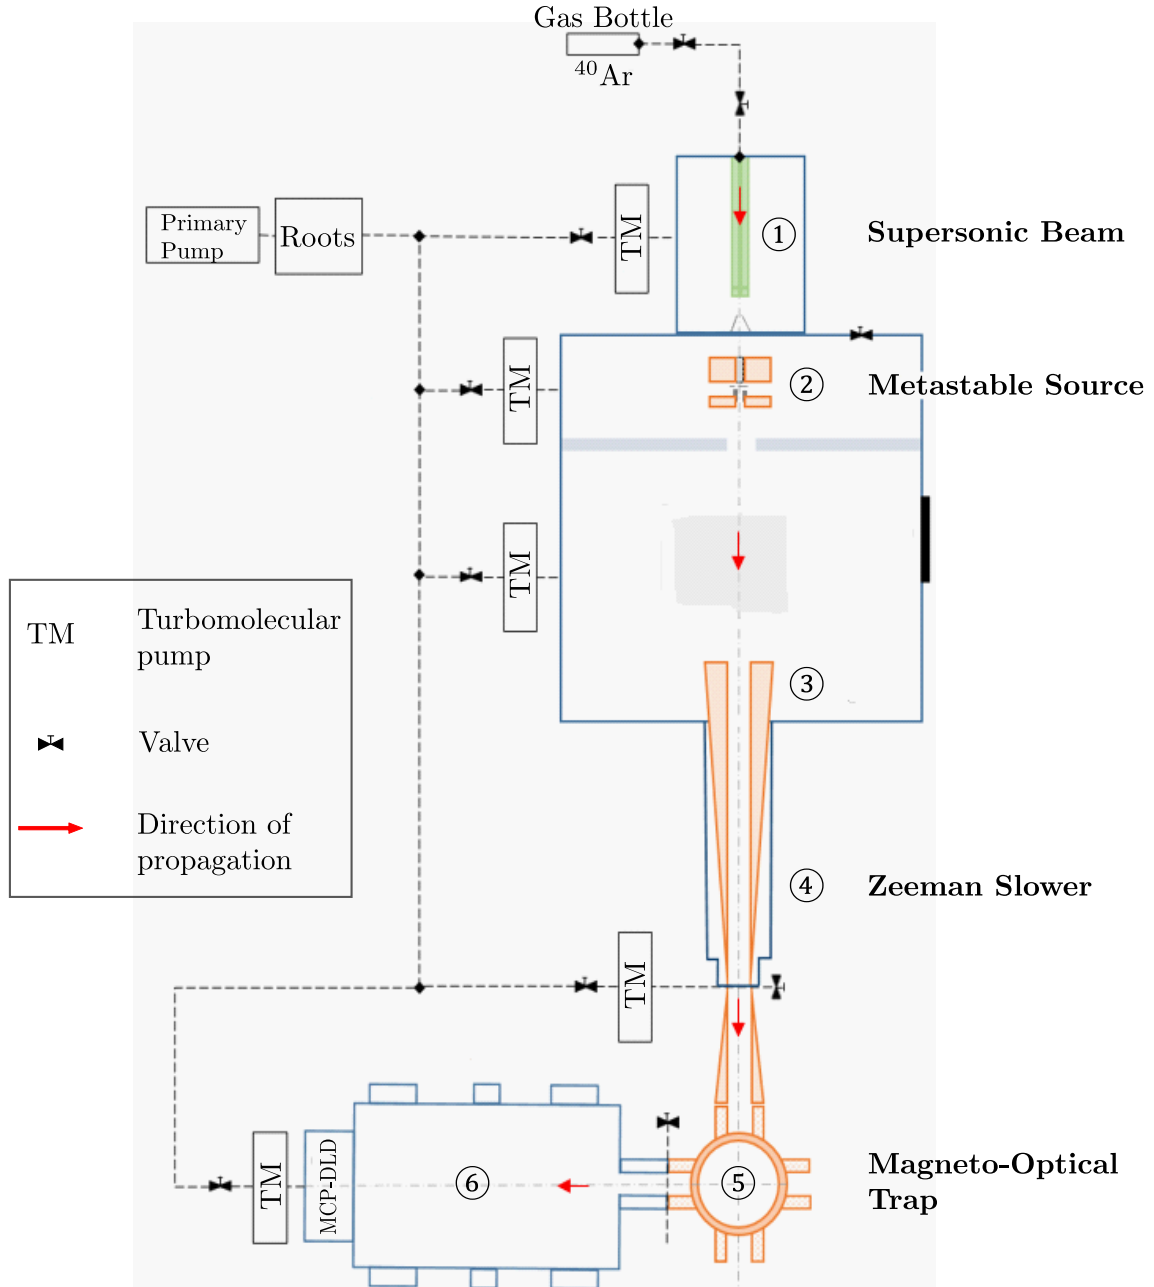 Gas Bottle
⁴⁰Ar
Primary
Pump
Roots
TM
①
Supersonic Beam
TM
②
Metastable Source
TM
TM
Turbomolecular
pump
③
Valve
Direction of
propagation
④
Zeeman Slower
TM
TM
MCP-DLD
⑥
⑤
Magneto-Optical
Trap